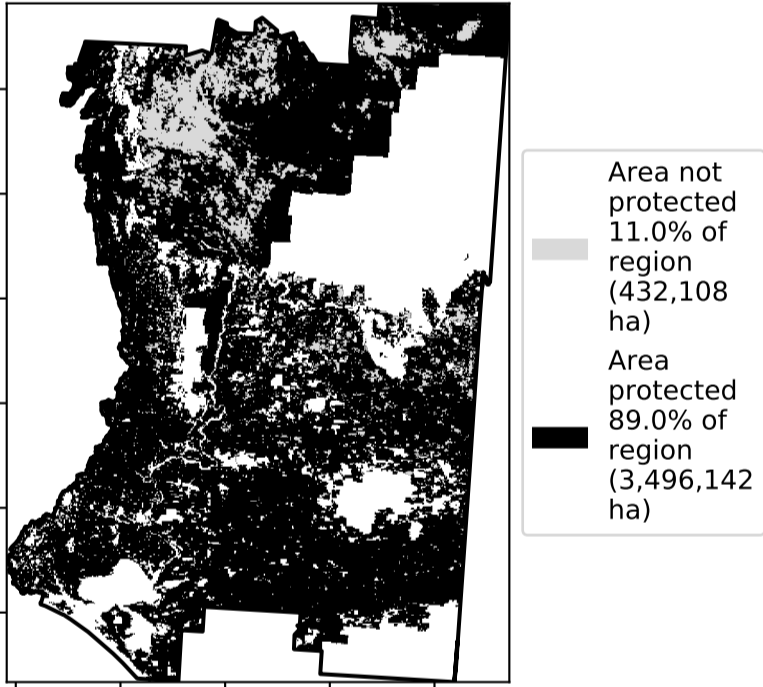 Area not
protected
11.0% of
region
(432,108
ha)
Area
protected
89.0% of
region
(3,496,142
ha)